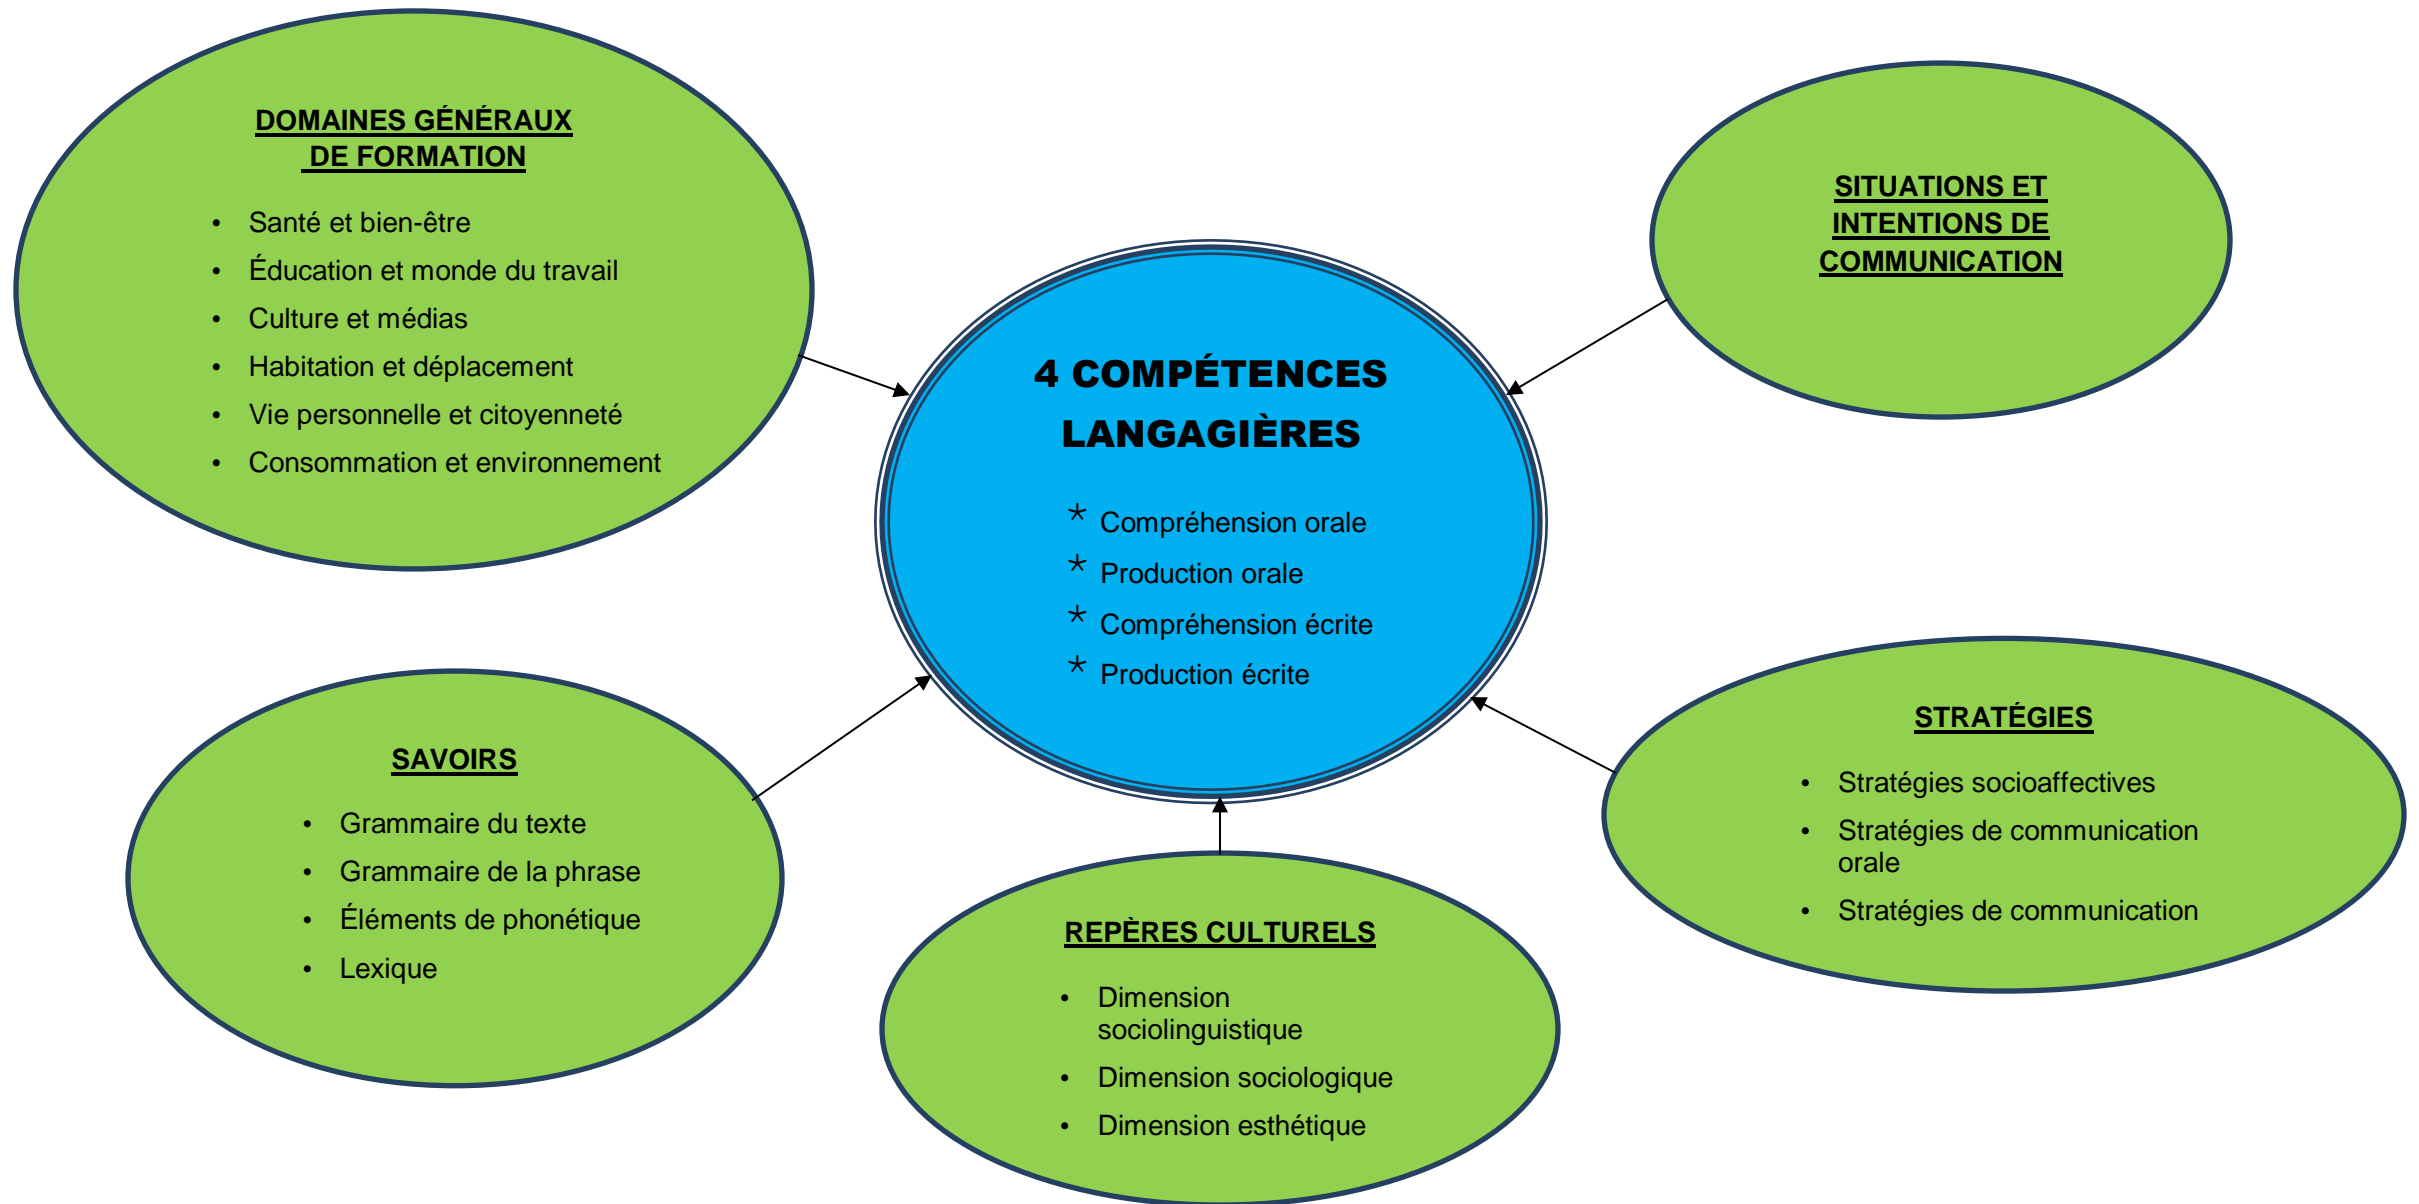 DOMAINES GÉNÉRAUX
DE FORMATION
• Santé et bien-être
• Éducation et monde du travail
• Culture et médias
• Habitation et déplacement
• Vie personnelle et citoyenneté
• Consommation et environnement
SITUATIONS ET
INTENTIONS DE
COMMUNICATION
4 COMPÉTENCES
LANGAGIÈRES
* Compréhension orale
* Production orale
* Compréhension écrite
* Production écrite
SAVOIRS
• Grammaire du texte
• Grammaire de la phrase
• Éléments de phonétique
• Lexique
REPÈRES CULTURELS
• Dimension
sociolinguistique
• Dimension sociologique
• Dimension esthétique
STRATÉGIES
• Stratégies socioaffectives
• Stratégies de communication
orale
• Stratégies de communication